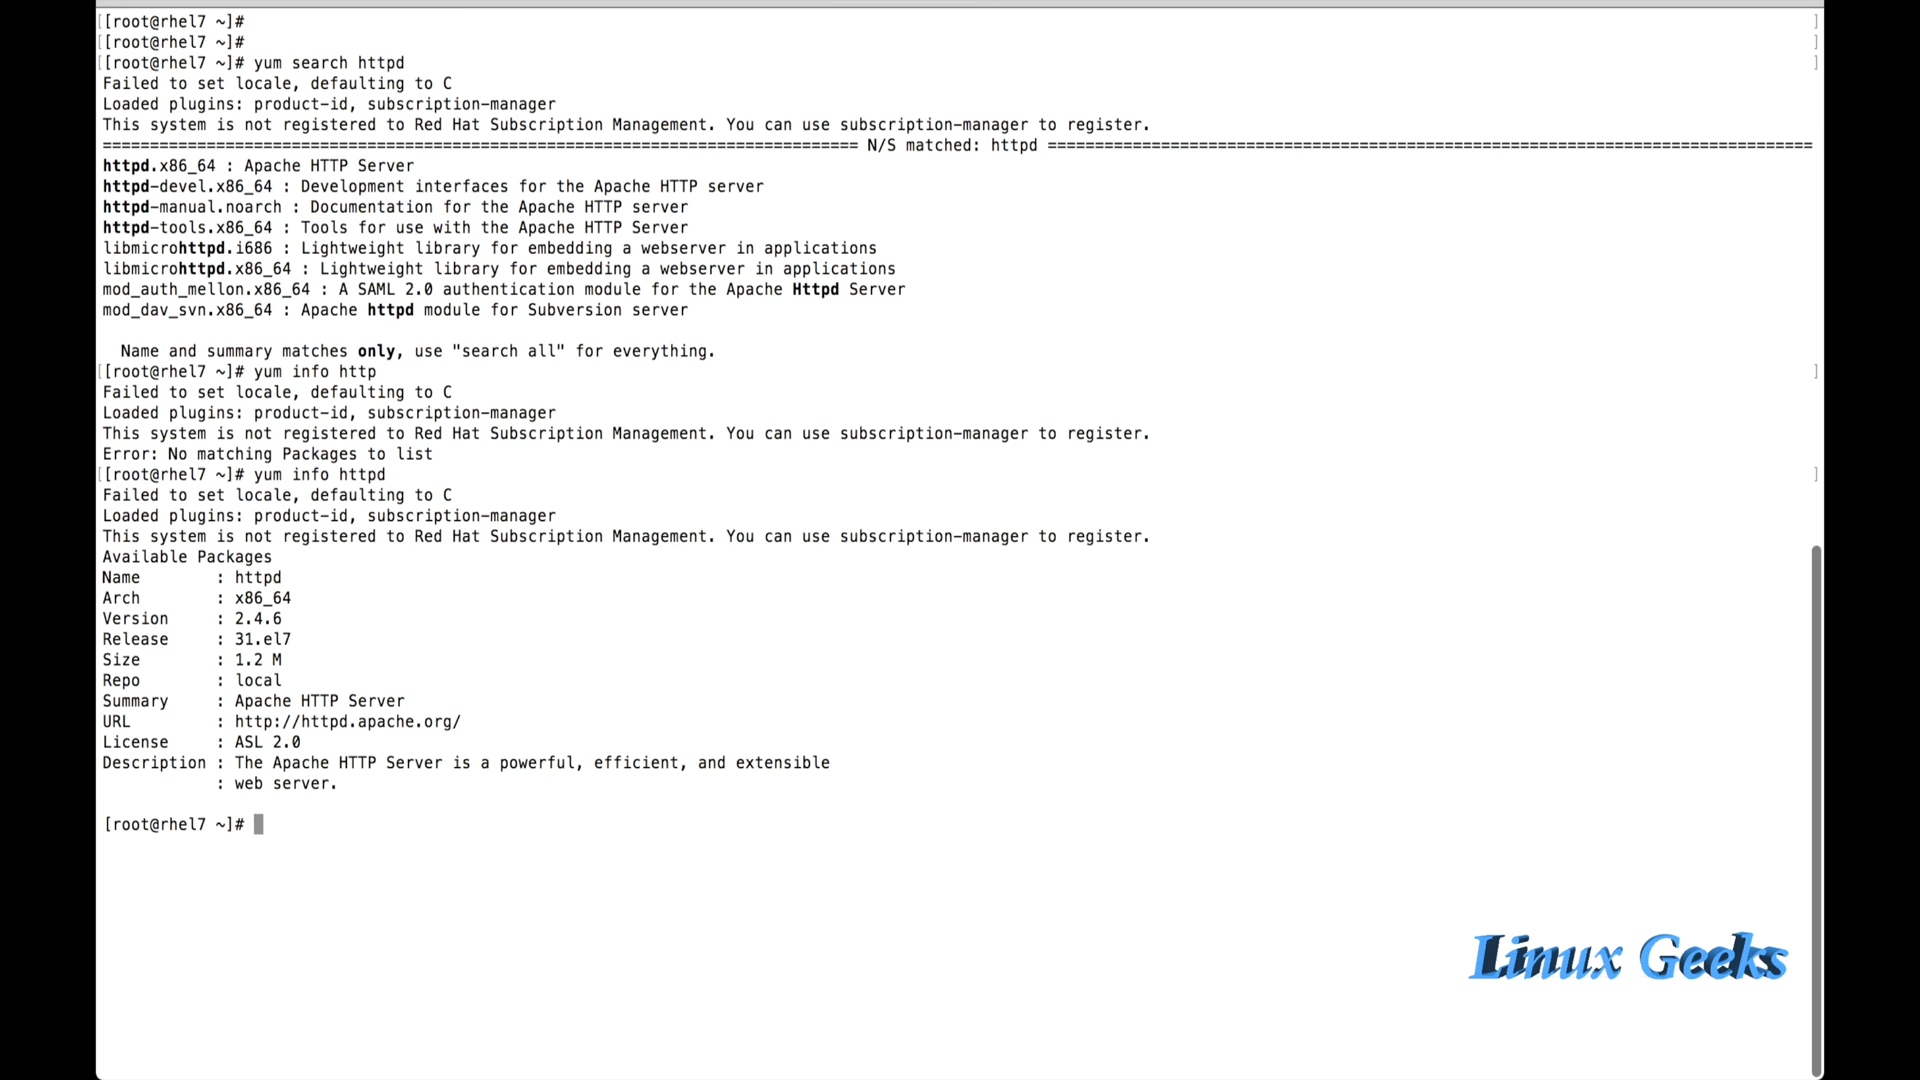 [[root@rhel7 ~]# ]
[[root@rhel7 ~]# ]
[[root@rhel7 ~]# yum search httpd ]
Failed to set locale, defaulting to C
Loaded plugins: product-id, subscription-manager
This system is not registered to Red Hat Subscription Management. You can use subscription-manager to register.
================================================================================ N/S matched: httpd =================================================================================
httpd.x86_64 : Apache HTTP Server
httpd-devel.x86_64 : Development interfaces for the Apache HTTP server
httpd-manual.noarch : Documentation for the Apache HTTP server
httpd-tools.x86_64 : Tools for use with the Apache HTTP Server
libmicrohttpd.i686 : Lightweight library for embedding a webserver in applications
libmicrohttpd.x86_64 : Lightweight library for embedding a webserver in applications
mod_auth_mellon.x86_64 : A SAML 2.0 authentication module for the Apache Httpd Server
mod_dav_svn.x86_64 : Apache httpd module for Subversion server
Name and summary matches only, use "search all" for everything.
[[root@rhel7 ~]# yum info http ]
Failed to set locale, defaulting to C
Loaded plugins: product-id, subscription-manager
This system is not registered to Red Hat Subscription Management. You can use subscription-manager to register.
Error: No matching Packages to list
[[root@rhel7 ~]# yum info httpd ]
Failed to set locale, defaulting to C
Loaded plugins: product-id, subscription-manager
This system is not registered to Red Hat Subscription Management. You can use subscription-manager to register.
Available Packages
Name : httpd
Arch : x86_64
Version : 2.4.6
Release : 31.el7
Size : 1.2 M
Repo : local
Summary : Apache HTTP Server
URL : http://httpd.apache.org/
License : ASL 2.0
Description : The Apache HTTP Server is a powerful, efficient, and extensible
: web server.
[root@rhel7 ~]#
Linux Geeks